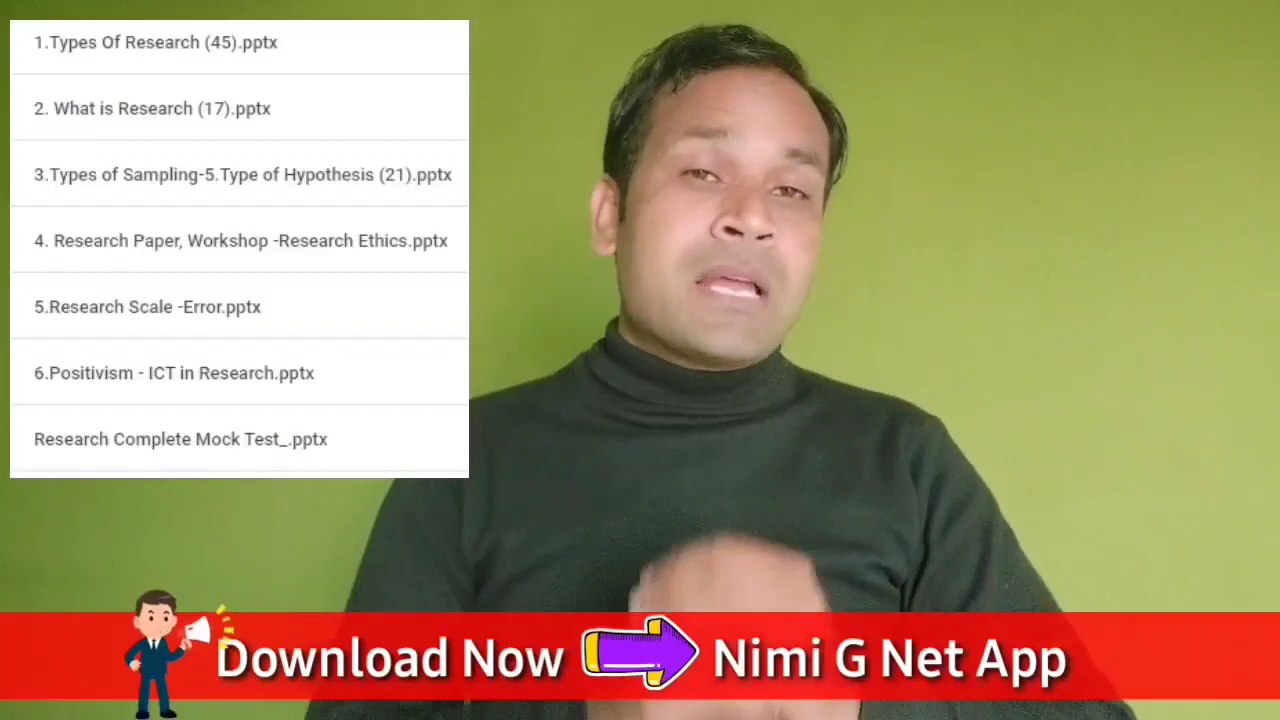 1.Types Of Research (45).pptx
2. What is Research (17).pptx
3.Types of Sampling-5.Type of Hypothesis (21).pptx
4. Research Paper, Workshop -Research Ethics.pptx
5.Research Scale -Error.pptx
6.Positivism - ICT in Research.pptx
Research Complete Mock Test_.pptx
Download Now Nimi G Net App